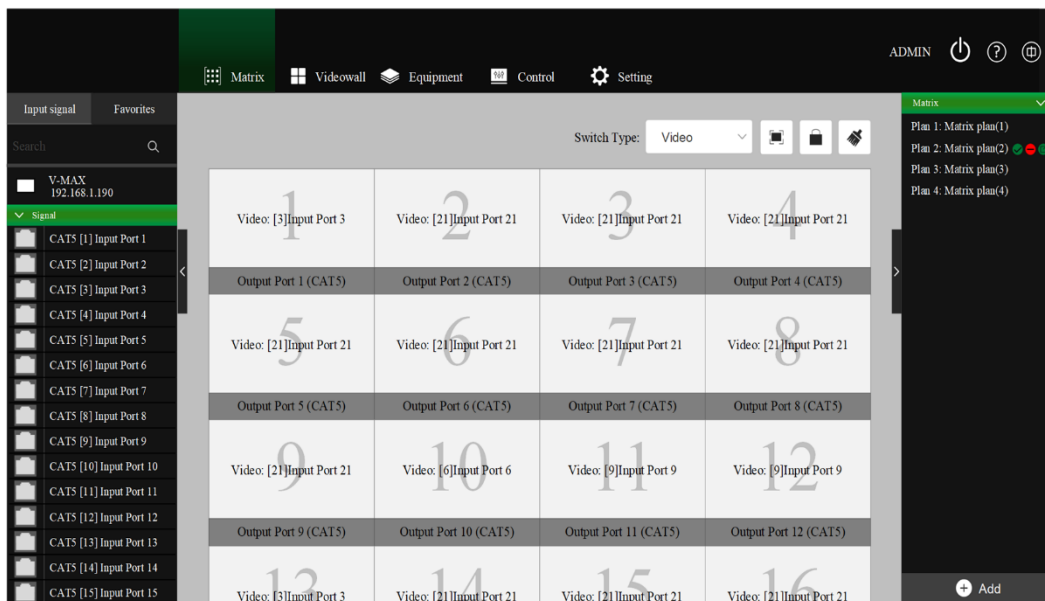 ADMIN
Matrix
Videowall
Equipment
Control
Setting
Input signal
Favorites
Search
V-MAX
192.168.1.190
Signal
CAT5 [1] Input Port 1
CAT5 [2] Input Port 2
CAT5 [3] Input Port 3
CAT5 [4] Input Port 4
CAT5 [5] Input Port 5
CAT5 [6] Input Port 6
CAT5 [7] Input Port 7
CAT5 [8] Input Port 8
CAT5 [9] Input Port 9
CAT5 [10] Input Port 10
CAT5 [11] Input Port 11
CAT5 [12] Input Port 12
CAT5 [13] Input Port 13
CAT5 [14] Input Port 14
CAT5 [15] Input Port 15
Switch Type:
Video
1
Video: [3]Input Port 3
2
Video: [21]Input Port 21
3
Video: [21]Input Port 21
4
Video: [21]Input Port 21
Output Port 1 (CAT5)
Output Port 2 (CAT5)
Output Port 3 (CAT5)
Output Port 4 (CAT5)
5
Video: [21]Input Port 21
6
Video: [21]Input Port 21
7
Video: [21]Input Port 21
8
Video: [21]Input Port 21
Output Port 5 (CAT5)
Output Port 6 (CAT5)
Output Port 7 (CAT5)
Output Port 8 (CAT5)
9
Video: [21]Input Port 21
10
Video: [6]Input Port 6
11
Video: [9]Input Port 9
12
Video: [9]Input Port 9
Output Port 9 (CAT5)
Output Port 10 (CAT5)
Output Port 11 (CAT5)
Output Port 12 (CAT5)
13
Video: [3]Input Port 3
14
Video: [21]Input Port 21
15
Video: [21]Input Port 21
16
Video: [21]Input Port 21
Matrix
Plan 1: Matrix plan(1)
Plan 2: Matrix plan(2)
Plan 3: Matrix plan(3)
Plan 4: Matrix plan(4)
Add